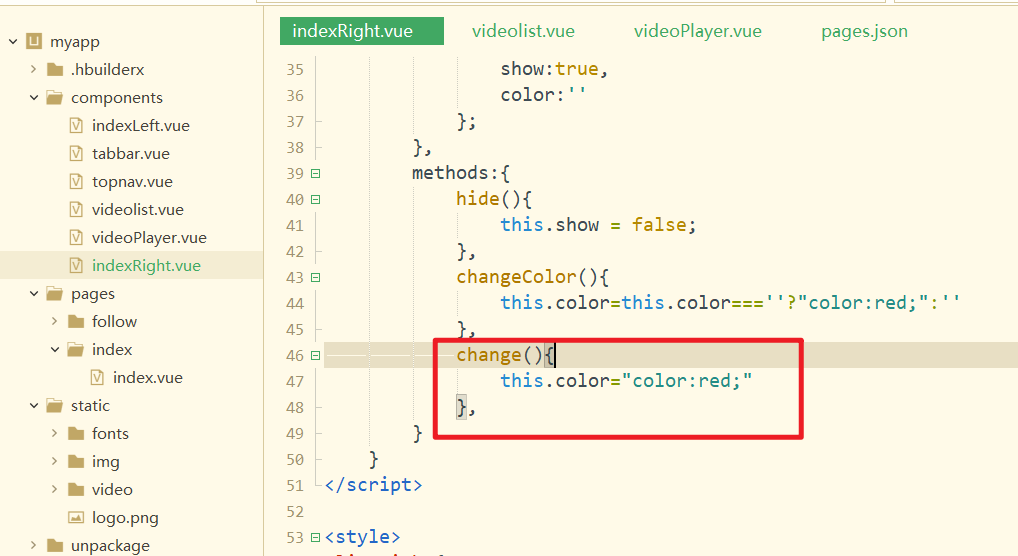 myapp
.hbuilderx
components
indexLeft.vue
tabbar.vue
topnav.vue
videolist.vue
videoPlayer.vue
indexRight.vue
pages
follow
index
index.vue
static
fonts
img
video
logo.png
unpackage
indexRight.vue videolist.vue videoPlayer.vue pages.json
35 show:true,
36 color:''
37 };
38 },
39 methods:{
40 hide(){
41 this.show = false;
42 },
43 changeColor(){
44 this.color=this.color===''?"color:red;":''
45 },
46 change(){
47 this.color="color:red;"
48 },
49 }
50 }
51 </script>
52
53 <style>